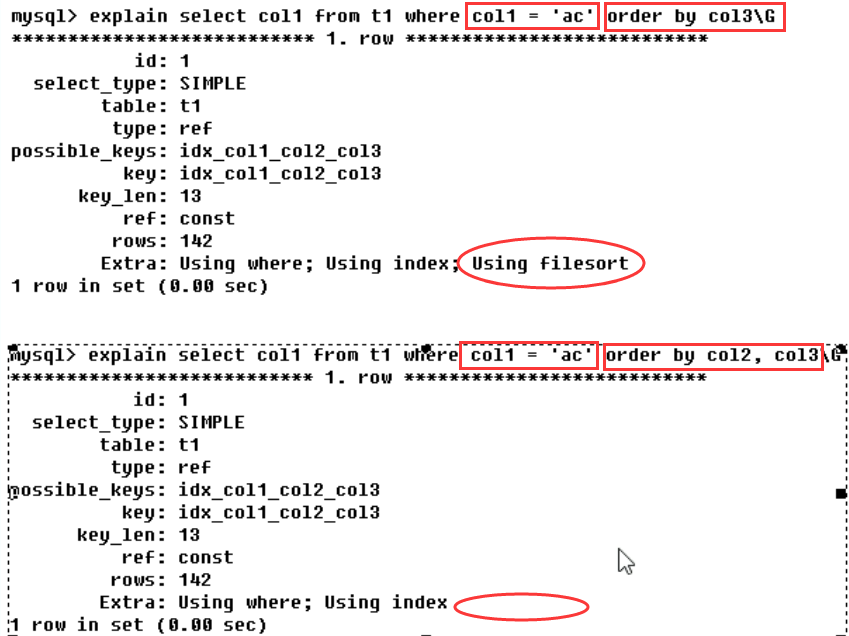 mysql> explain select col1 from t1 where col1 = 'ac' order by col3\G
*************************** 1. row ***************************
id: 1
select_type: SIMPLE
table: t1
type: ref
possible_keys: idx_col1_col2_col3
key: idx_col1_col2_col3
key_len: 13
ref: const
rows: 142
Extra: Using where; Using index; Using filesort
1 row in set (0.00 sec)
mysql> explain select col1 from t1 where col1 = 'ac' order by col2, col3\G
*************************** 1. row ***************************
id: 1
select_type: SIMPLE
table: t1
type: ref
possible_keys: idx_col1_col2_col3
key: idx_col1_col2_col3
key_len: 13
ref: const
rows: 142
Extra: Using where; Using index
1 row in set (0.00 sec)